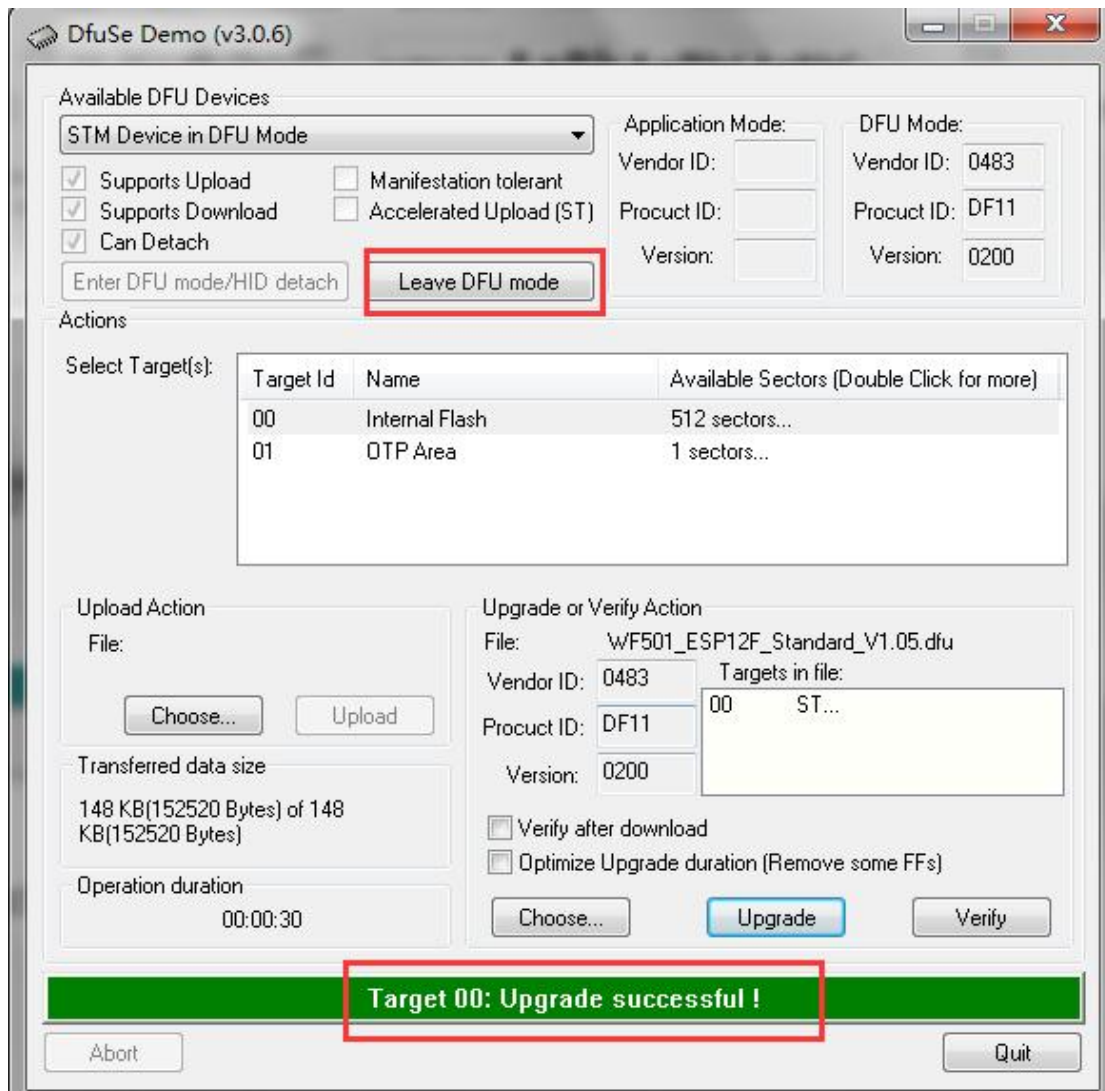 DfuSe Demo (v3.0.6)
Available DFU Devices
STM Device in DFU Mode
Supports Upload
Manifestation tolerant
Supports Download
Accelerated Upload (ST)
Can Detach
Enter DFU mode/HID detach
Leave DFU mode
Application Mode:
Vendor ID:
Procuct ID:
Version:
DFU Mode:
Vendor ID: 0483
Procuct ID: DF11
Version: 0200
Actions
Select Target(s):
Target Id Name Available Sectors (Double Click for more)
00 Internal Flash 512 sectors...
01 OTP Area 1 sectors...
Upload Action
File:
Choose... Upload
Transferred data size
148 KB(152520 Bytes) of 148
KB(152520 Bytes)
Operation duration
00:00:30
Upgrade or Verify Action
File: WF501_ESP12F_Standard_V1.05.dfu
Vendor ID: 0483
Procuct ID: DF11
Version: 0200
Targets in file:
00 ST...
Verify after download
Optimize Upgrade duration (Remove some FFs)
Choose... Upgrade Verify
Target 00: Upgrade successful !
Abort Quit